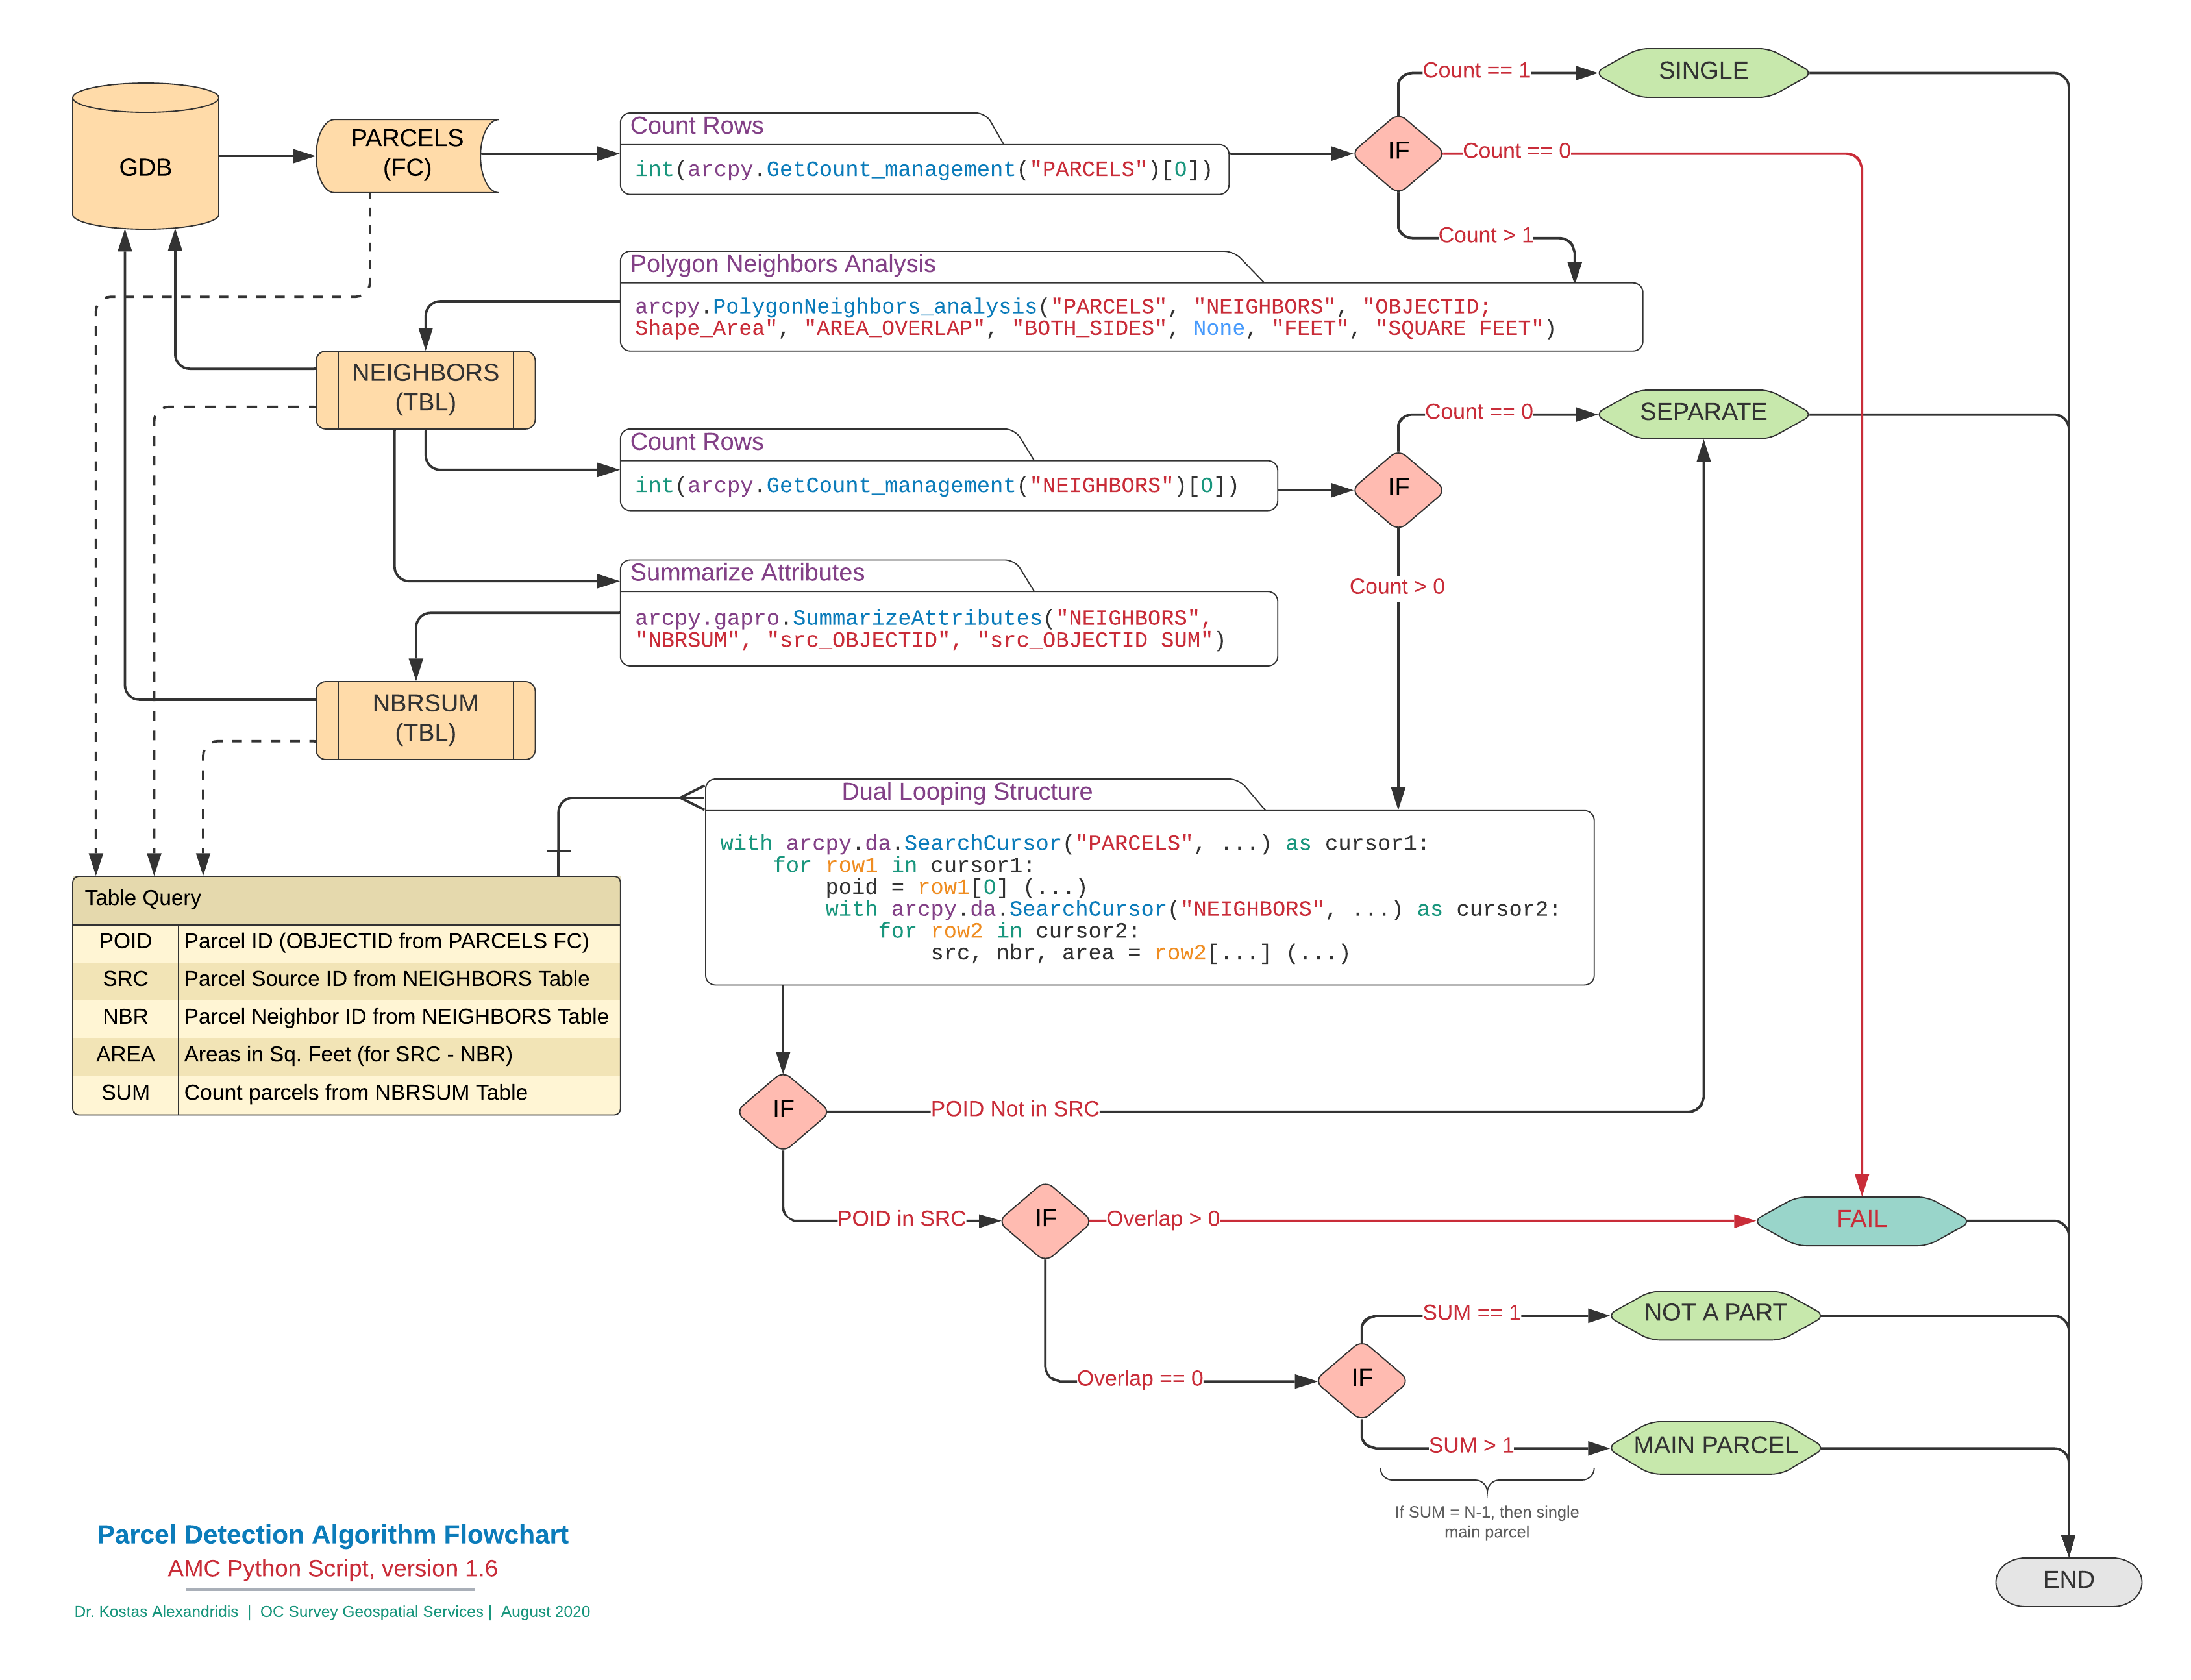 GDB
PARCELS
(FC)
Count Rows
int(arcpy.GetCount_management("PARCELS")[0])
IF
Count == 1
SINGLE
Count == 0
Count > 1
Polygon Neighbors Analysis
arcpy.PolygonNeighbors_analysis("PARCELS", "NEIGHBORS", "OBJECTID;
Shape_Area", "AREA_OVERLAP", "BOTH_SIDES", None, "FEET", "SQUARE FEET")
NEIGHBORS
(TBL)
Count Rows
int(arcpy.GetCount_management("NEIGHBORS")[0])
IF
Count == 0
SEPARATE
Count > 0
Summarize Attributes
arcpy.gapro.SummarizeAttributes("NEIGHBORS",
"NBRSUM", "src_OBJECTID", "src_OBJECTID SUM")
NBRSUM
(TBL)
Dual Looping Structure
with arcpy.da.SearchCursor("PARCELS", ...) as cursor1:
for row1 in cursor1:
poid = row1[0] (...)
with arcpy.da.SearchCursor("NEIGHBORS", ...) as cursor2:
for row2 in cursor2:
src, nbr, area = row2[...] (...)
Table Query
POID Parcel ID (OBJECTID from PARCELS FC)
SRC Parcel Source ID from NEIGHBORS Table
NBR Parcel Neighbor ID from NEIGHBORS Table
AREA Areas in Sq. Feet (for SRC - NBR)
SUM Count parcels from NBRSUM Table
IF
POID Not in SRC
POID in SRC
IF
Overlap > 0
FAIL
Overlap == 0
IF
SUM == 1
NOT A PART
SUM > 1
MAIN PARCEL
If SUM = N-1, then single
main parcel
END
Parcel Detection Algorithm Flowchart
AMC Python Script, version 1.6
Dr. Kostas Alexandridis | OC Survey Geospatial Services | August 2020